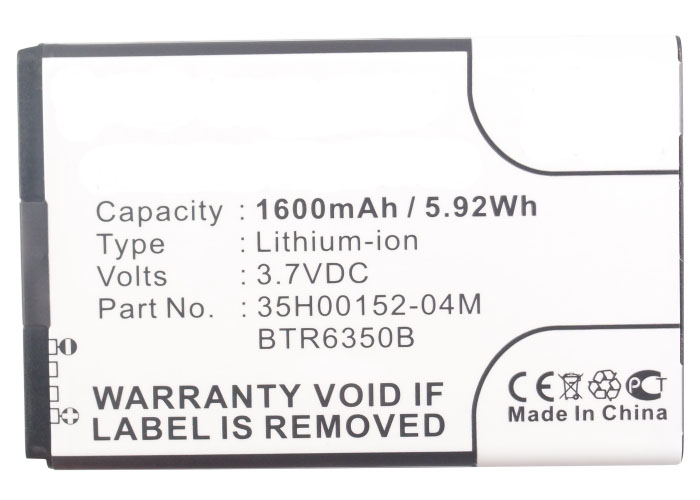 Capacity : 1600mAh / 5.92Wh
Type : Lithium-ion
Volts : 3.7VDC
Part No. : 35H00152-04M
BTR6350B
WARRANTY VOID IF
LABEL IS REMOVED
CE PCT
Made In China